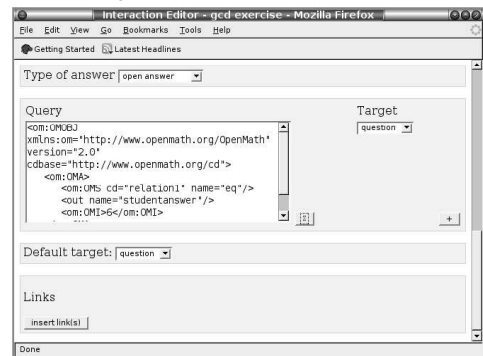 Interaction Editor - gcd exercise - Mozilla Firefox
File Edit View Go Bookmarks Tools Help
Getting Started Latest Headlines
Type of answer open answer
Query Target
<om:OMOBJ question
xmlns:om="http://www.openmath.org/OpenMath"
version="2.0"
cdbase="http://www.openmath.org/cd">
<om:OMA>
<om:OMS cd="relation1" name="eq"/>
<out name="studentanswer"/>
<om:OMI>6</om:OMI>
+
Default target: question
Links
insert link(s)
Done